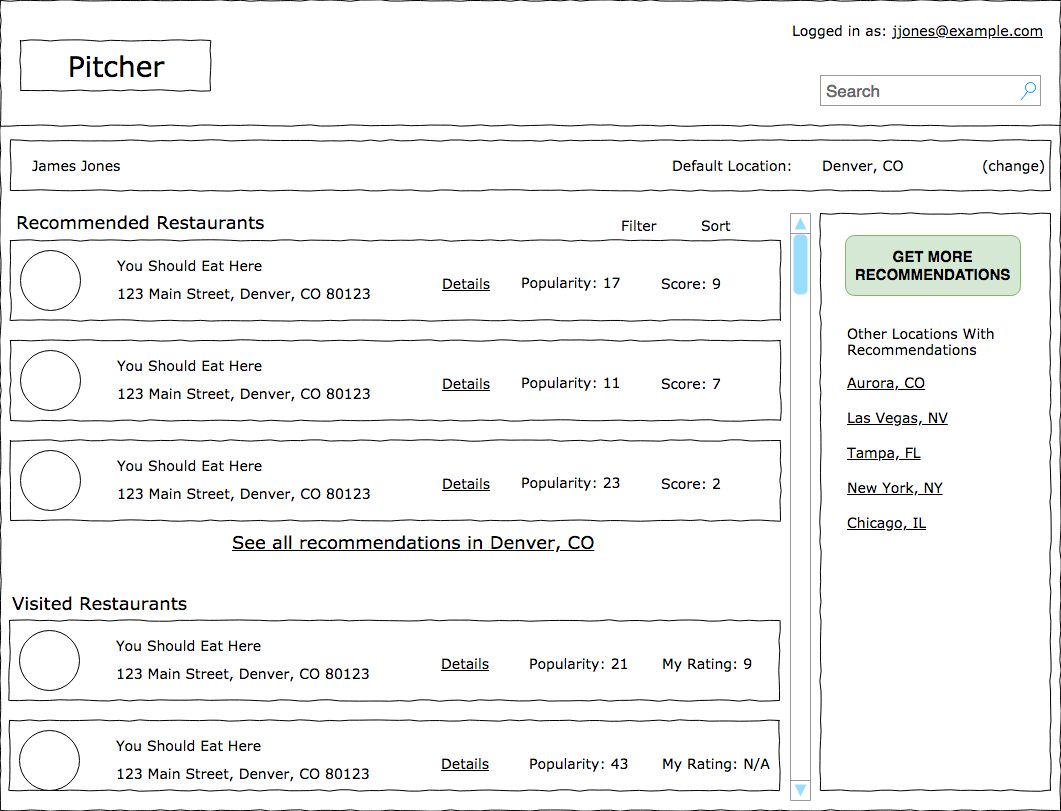 Logged in as: jjones@example.com
Pitcher
Search
James Jones Default Location: Denver, CO (change)
Recommended Restaurants Filter Sort
You Should Eat Here
123 Main Street, Denver, CO 80123
Details Popularity: 17 Score: 9
You Should Eat Here
123 Main Street, Denver, CO 80123
Details Popularity: 11 Score: 7
You Should Eat Here
123 Main Street, Denver, CO 80123
Details Popularity: 23 Score: 2
See all recommendations in Denver, CO
Visited Restaurants
You Should Eat Here
123 Main Street, Denver, CO 80123
Details Popularity: 21 My Rating: 9
You Should Eat Here
123 Main Street, Denver, CO 80123
Details Popularity: 43 My Rating: N/A
GET MORE
RECOMMENDATIONS
Other Locations With
Recommendations
Aurora, CO
Las Vegas, NV
Tampa, FL
New York, NY
Chicago, IL